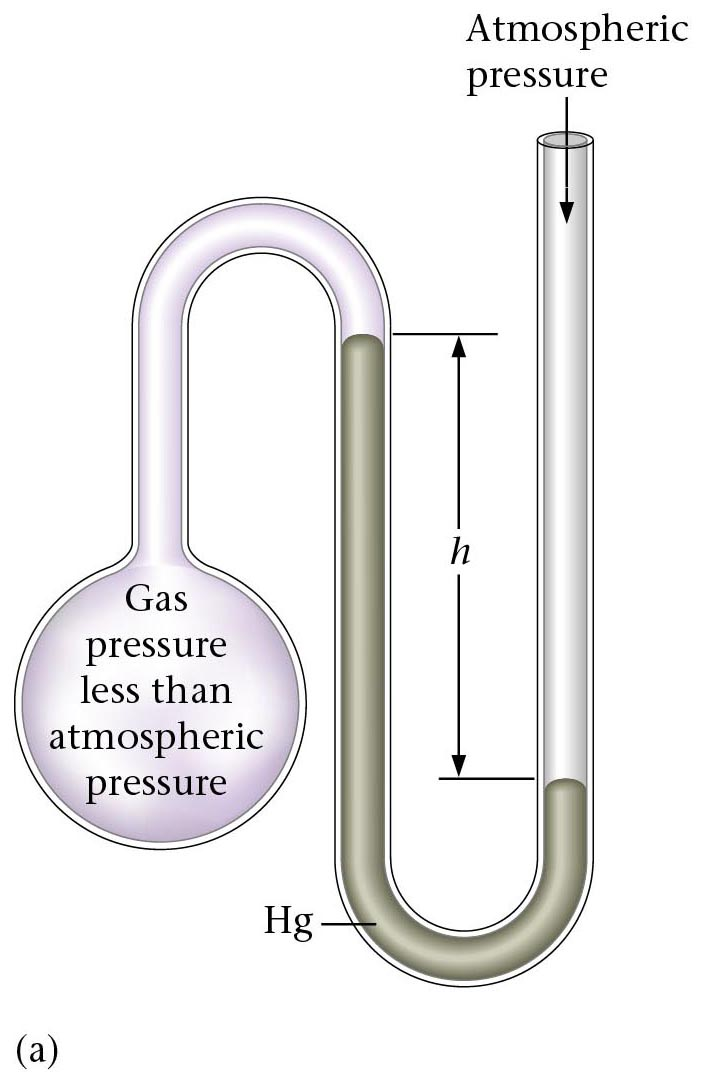 Atmospheric
pressure
h
Gas
pressure
less than
atmospheric
pressure
Hg
(a)